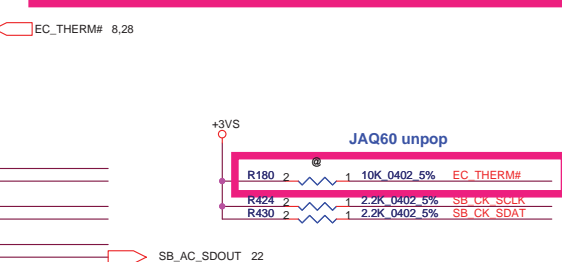 EC_THERM# 8,28
+3VS
JAQ60 unpop
@
R180 2 1 10K_0402_5% EC_THERM#
R424 2 1 2.2K_0402_5% SB_CK_SCLK
R430 2 1 2.2K_0402_5% SB_CK_SDAT
SB_AC_SDOUT 22